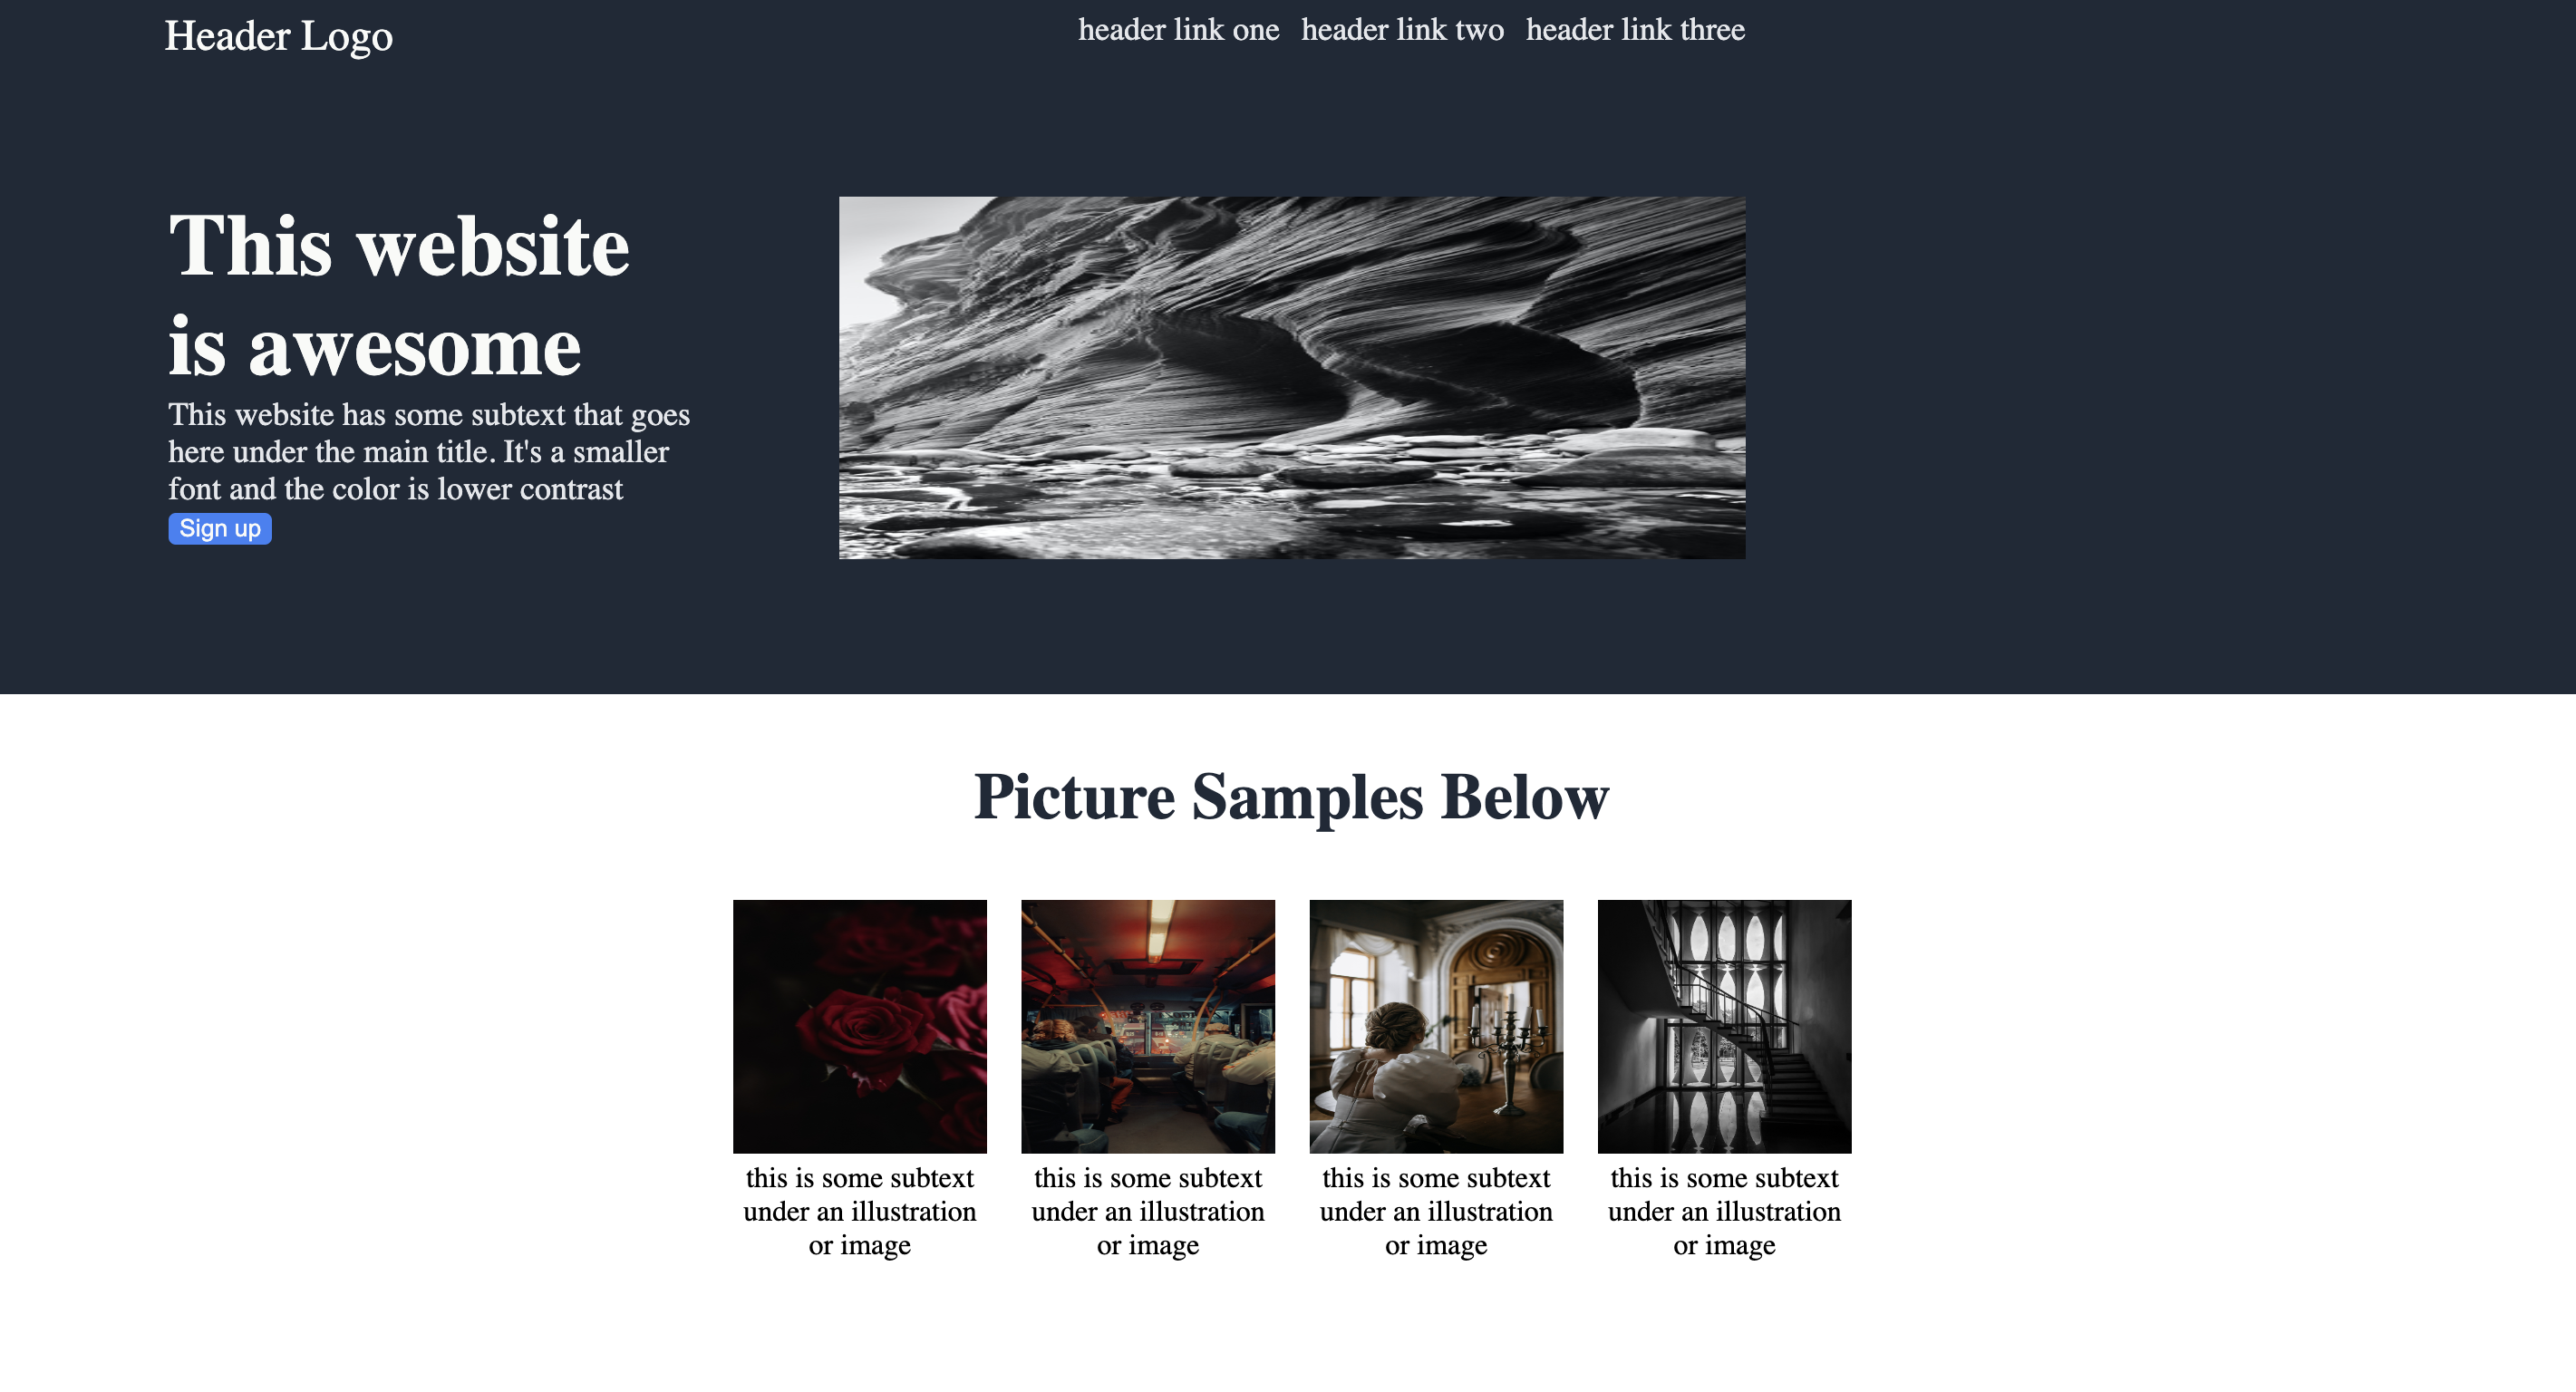 Header Logo
header link one header link two header link three
This website
is awesome
This website has some subtext that goes
here under the main title. It's a smaller
font and the color is lower contrast
Sign up
Picture Samples Below
this is some subtext
under an illustration
or image
this is some subtext
under an illustration
or image
this is some subtext
under an illustration
or image
this is some subtext
under an illustration
or image